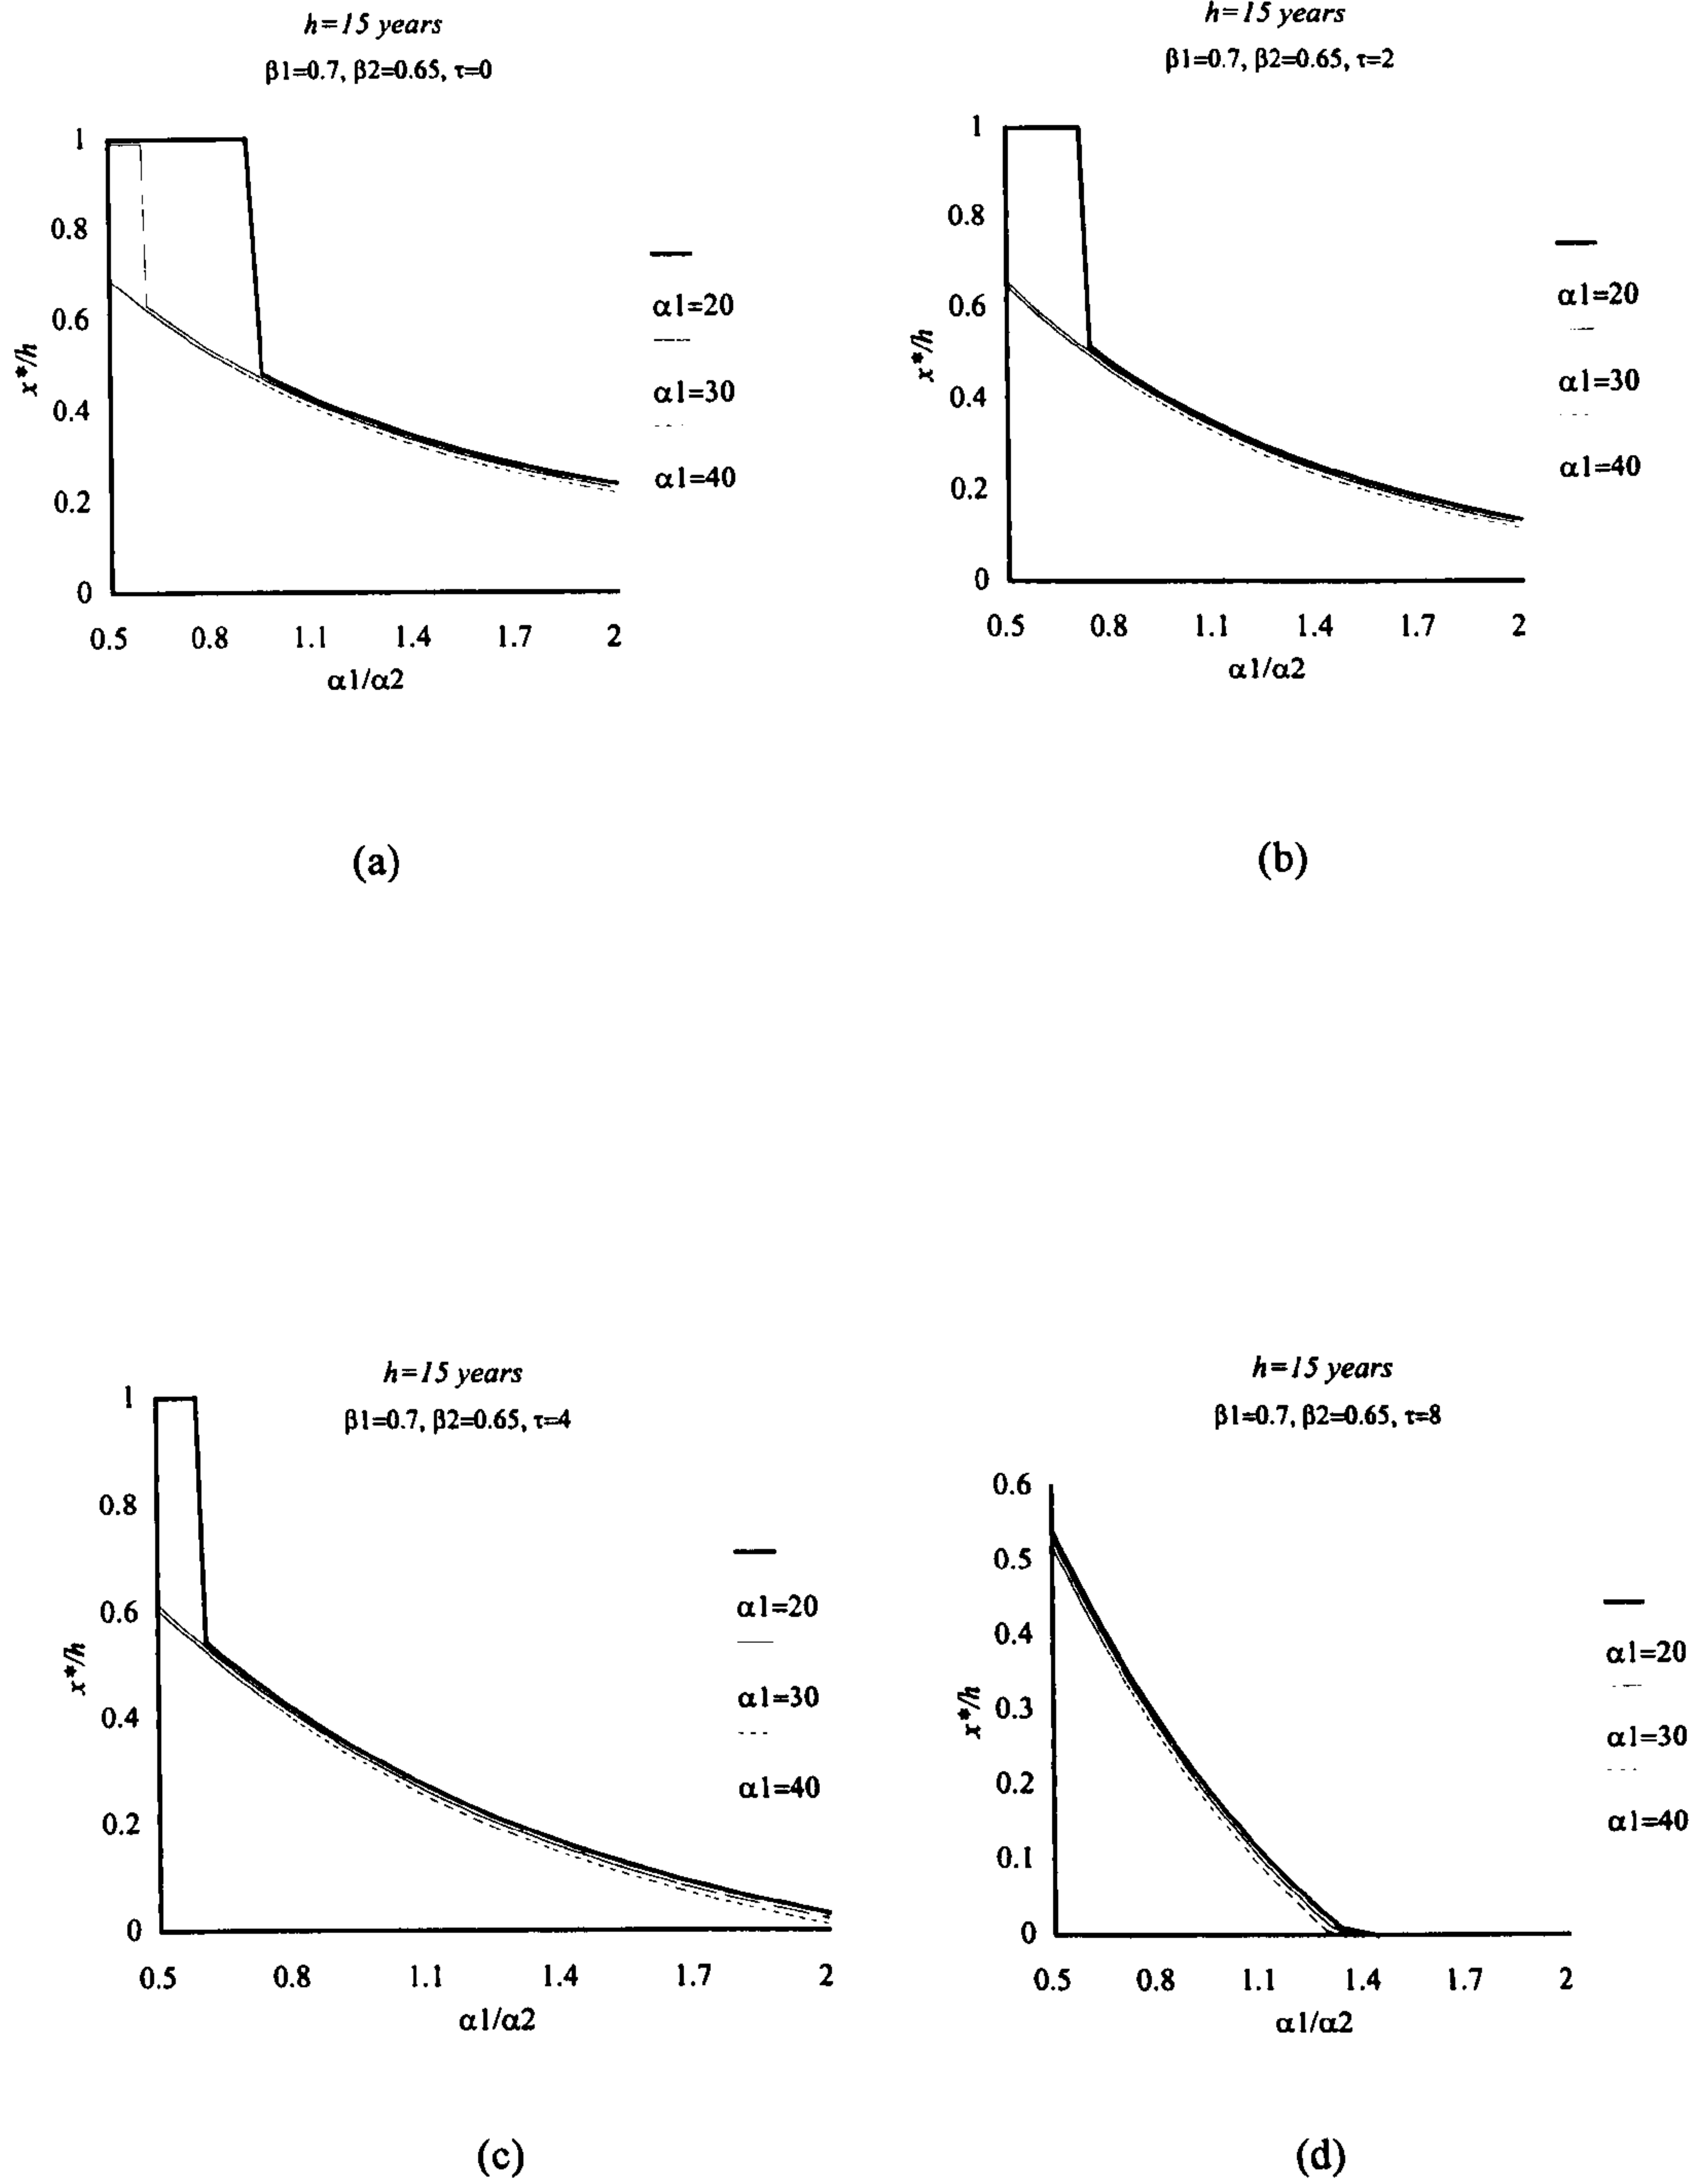 h=15 years
β1=0.7, β2=0.65, τ=0
1
0.8
0.6
0.4
0.2
0
x*/h
0.5 0.8 1.1 1.4 1.7 2
α1/α2
α1=20
α1=30
α1=40
(a)
h=15 years
β1=0.7, β2=0.65, τ=2
1
0.8
0.6
0.4
0.2
0
x*/h
0.5 0.8 1.1 1.4 1.7 2
α1/α2
α1=20
α1=30
α1=40
(b)
h=15 years
β1=0.7, β2=0.65, τ=4
1
0.8
0.6
0.4
0.2
0
x*/h
0.5 0.8 1.1 1.4 1.7 2
α1/α2
α1=20
α1=30
α1=40
(c)
h=15 years
β1=0.7, β2=0.65, τ=8
0.6
0.5
0.4
0.3
0.2
0.1
0
x*/h
0.5 0.8 1.1 1.4 1.7 2
α1/α2
α1=20
α1=30
α1=40
(d)